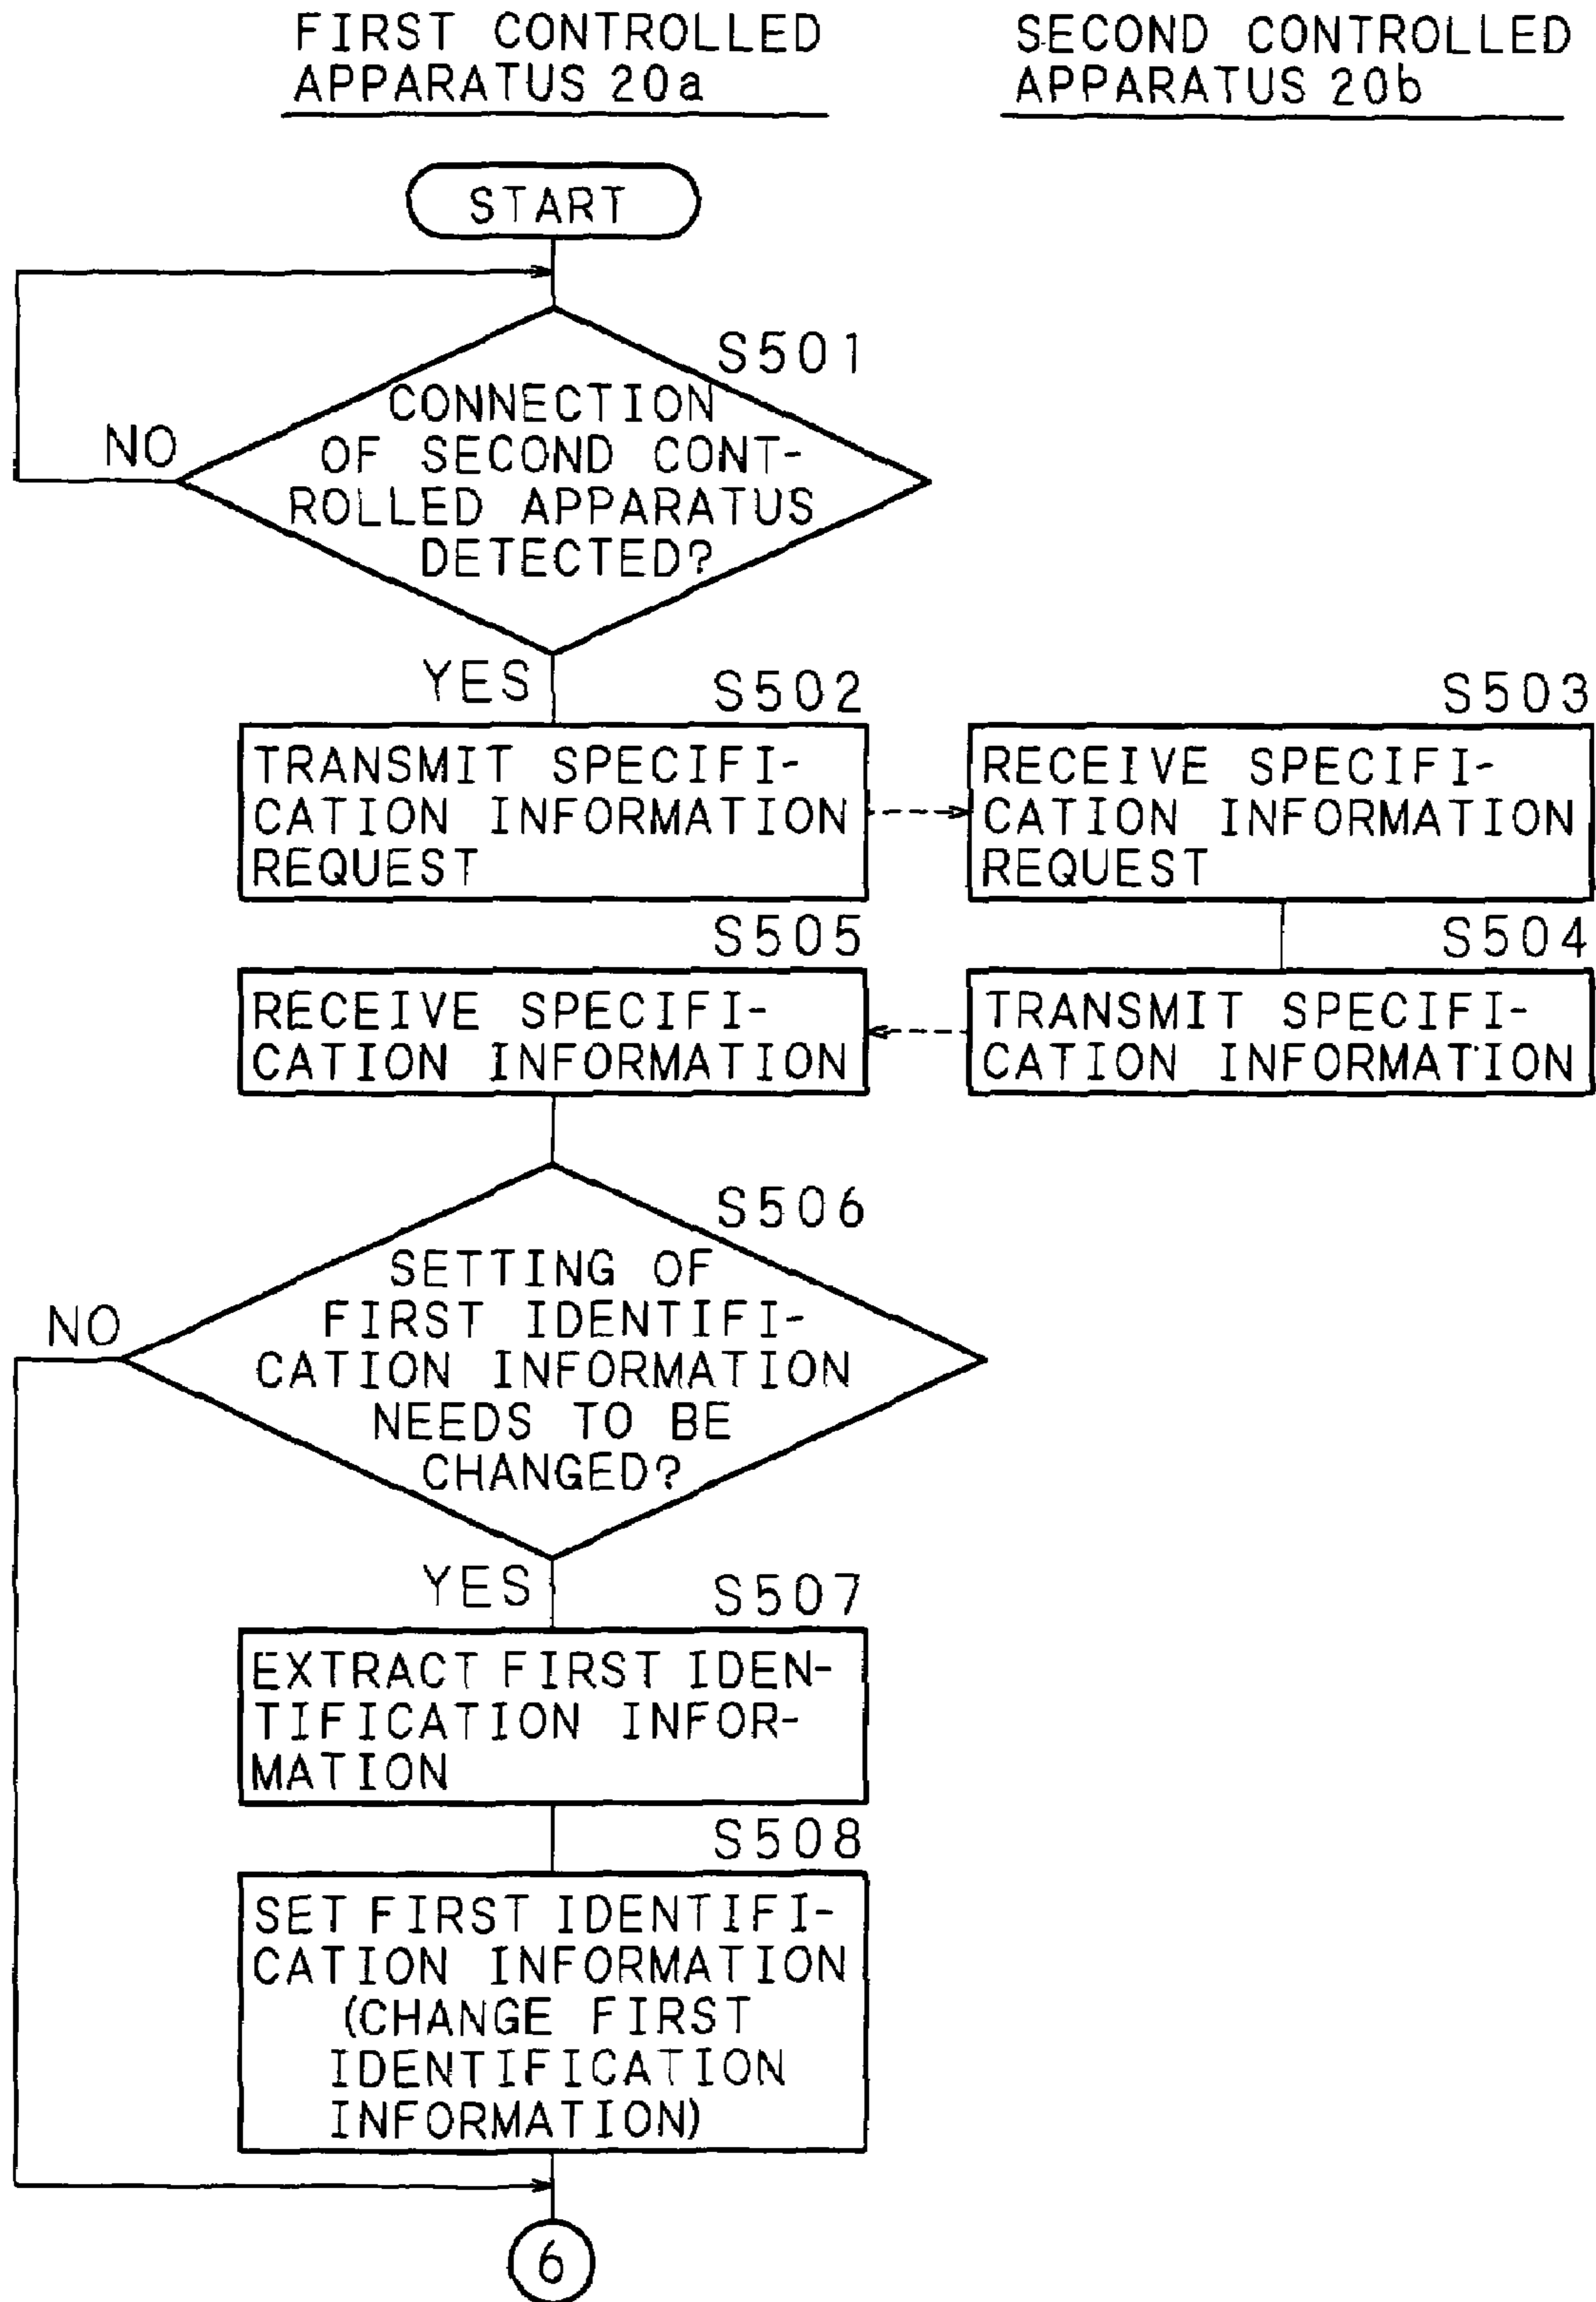 FIRST CONTROLLED
APPARATUS 20a
SECOND CONTROLLED
APPARATUS 20b
START
S501
CONNECTION
OF SECOND CONT-
ROLLED APPARATUS
DETECTED?
NO
YES
S502
TRANSMIT SPECIFI-
CATION INFORMATION
REQUEST
S503
RECEIVE SPECIFI-
CATION INFORMATION
REQUEST
S505
RECEIVE SPECIFI-
CATION INFORMATION
S504
TRANSMIT SPECIFI-
CATION INFORMATION
S506
SETTING OF
FIRST IDENTIFI-
CATION INFORMATION
NEEDS TO BE
CHANGED?
NO
YES
S507
EXTRACT FIRST IDEN-
TIFICATION INFOR-
MATION
S508
SET FIRST IDENTIFI-
CATION INFORMATION
(CHANGE FIRST
IDENTIFICATION
INFORMATION)
6